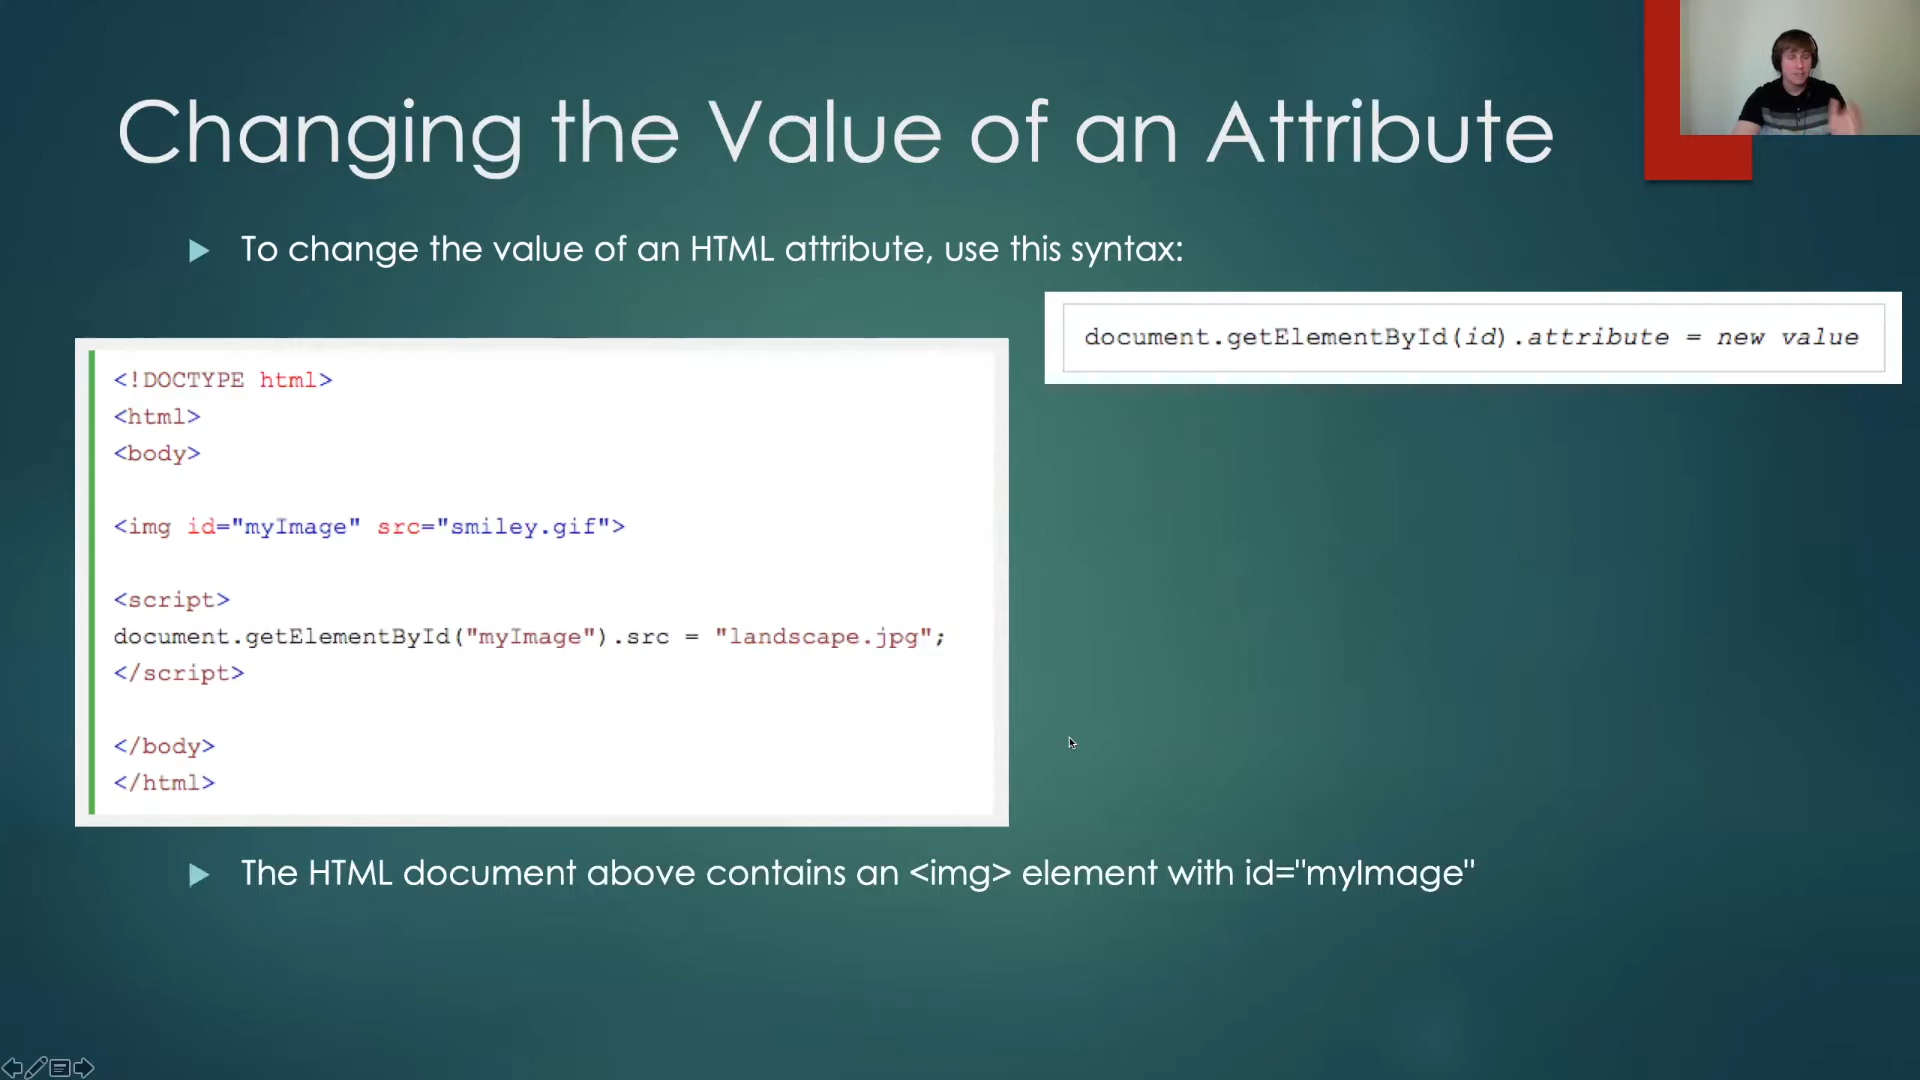 Changing the Value of an Attribute
To change the value of an HTML attribute, use this syntax:
document.getElementById(id).attribute = new value
<!DOCTYPE html>
<html>
<body>
<img id="myImage" src="smiley.gif">
<script>
document.getElementById("myImage").src = "landscape.jpg";
</script>
</body>
</html>
The HTML document above contains an <img> element with id="myImage"